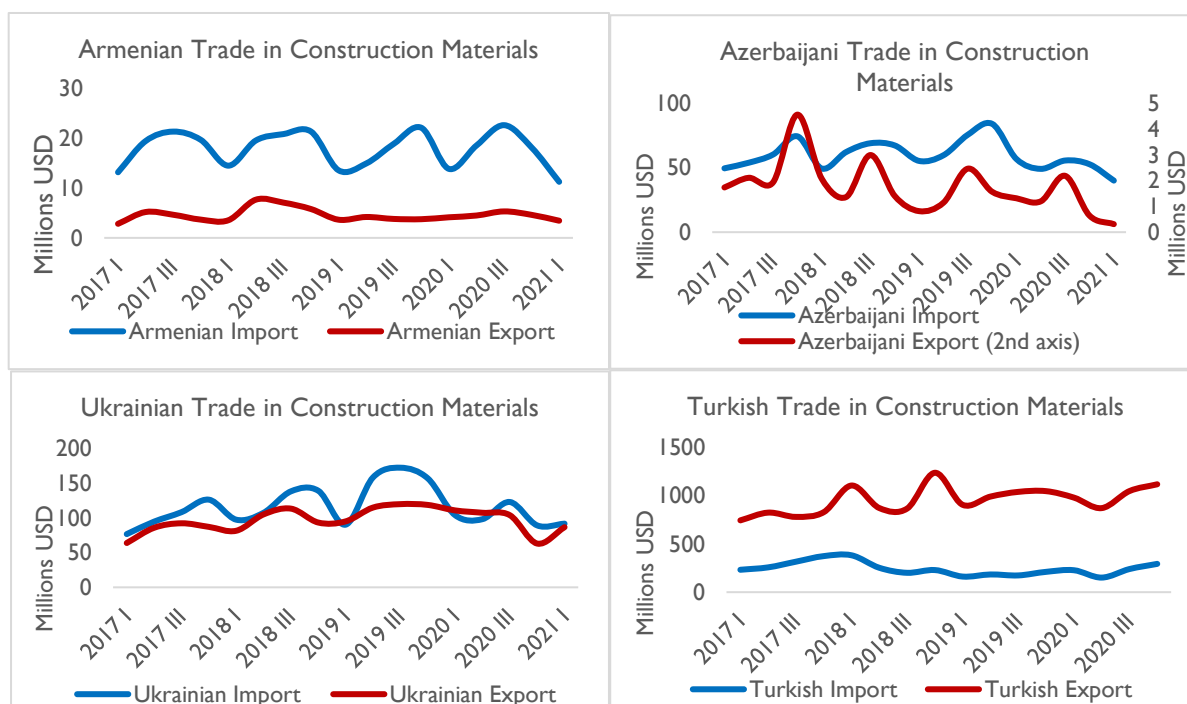 Armenian Trade in Construction Materials
30
20
10
0
Millions USD
2017 I
2017 III
2018 I
2018 III
2019 I
2019 III
2020 I
2020 III
2021 I
Armenian Import
Armenian Export
Azerbaijani Trade in Construction
Materials
100
50
0
5
4
3
2
1
0
Millions USD
Millions USD
2017 I
2017 III
2018 I
2018 III
2019 I
2019 III
2020 I
2020 III
2021 I
Azerbaijani Import
Azerbaijani Export (2nd axis)
Ukrainian Trade in Construction Materials
200
150
100
50
0
Millions USD
2017 I
2017 III
2018 I
2018 III
2019 I
2019 III
2020 I
2020 III
2021 I
Ukrainian Import
Ukrainian Export
Turkish Trade in Construction Materials
1500
1000
500
0
Millions USD
2017 I
2017 III
2018 I
2018 III
2019 I
2019 III
2020 I
2020 III
Turkish Import
Turkish Export